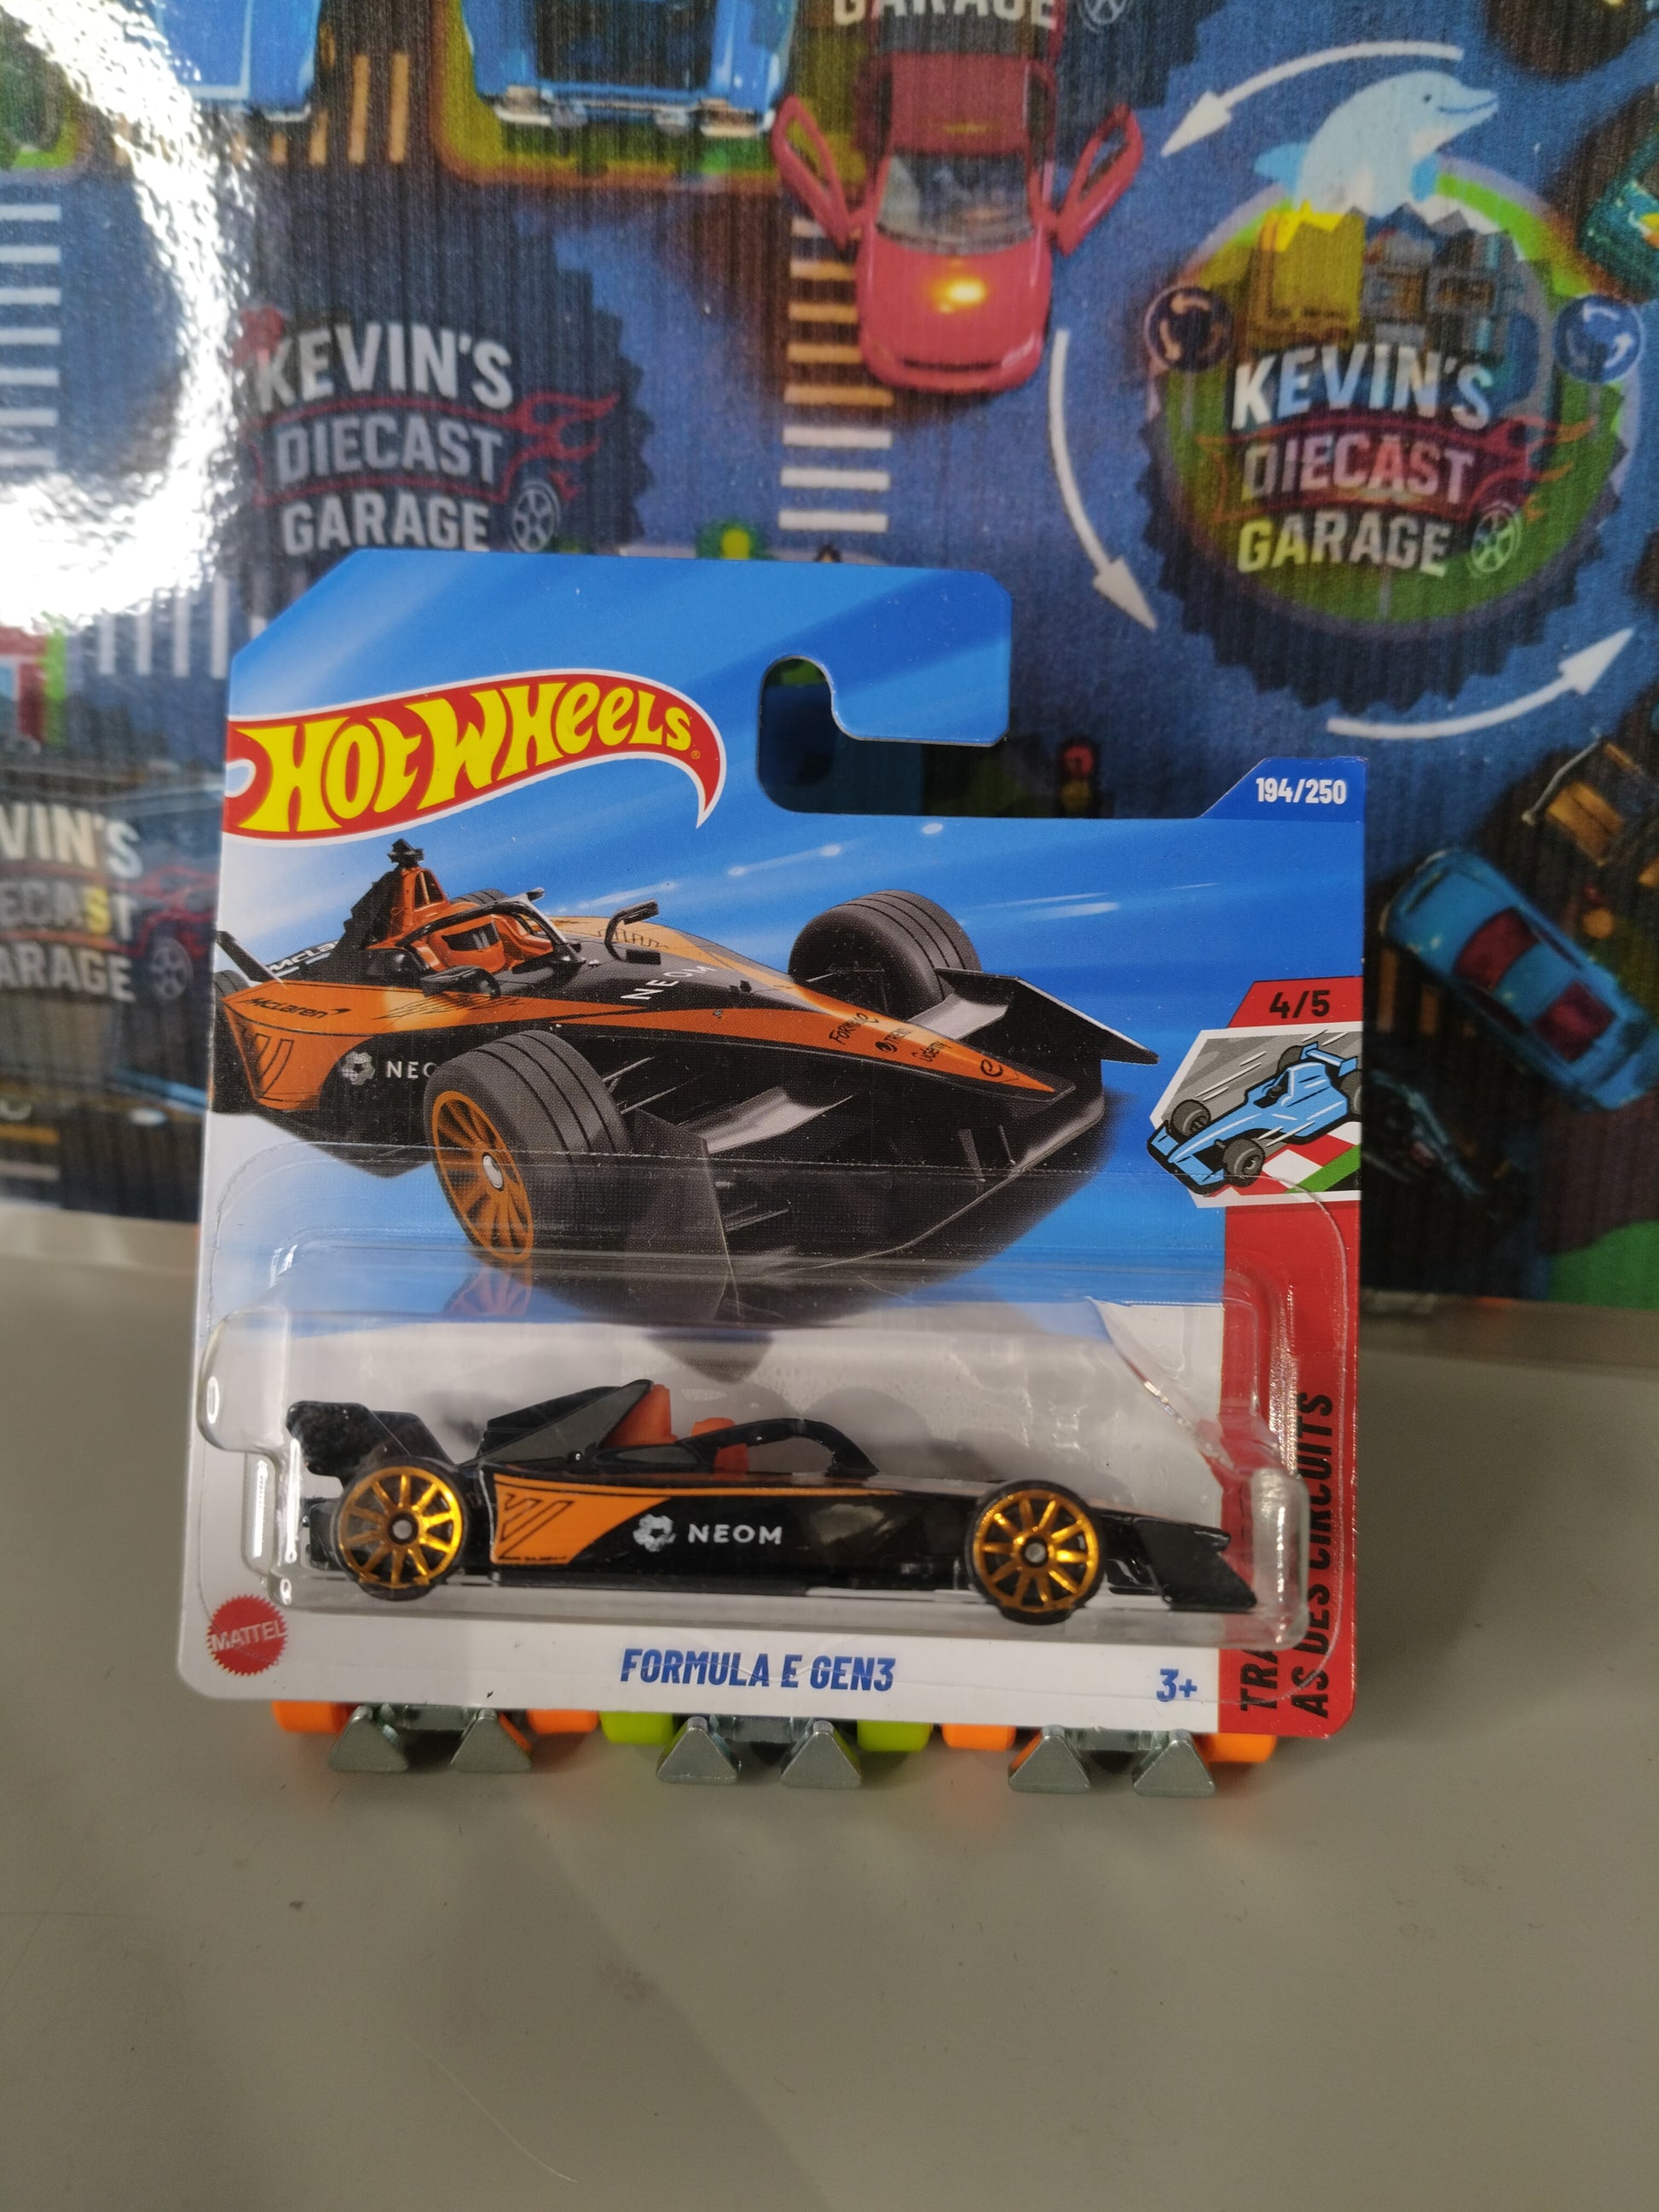 GARAGE
KEVIN'S
DIECAST
GARAGE
KEVIN'S
DIECAST
GARAGE
HOT WHEELS
194/250
McLaren
NEOM
4/5
NEOM
MATTEL
FORMULA E GEN3
3+
AS DES CIRCUITS